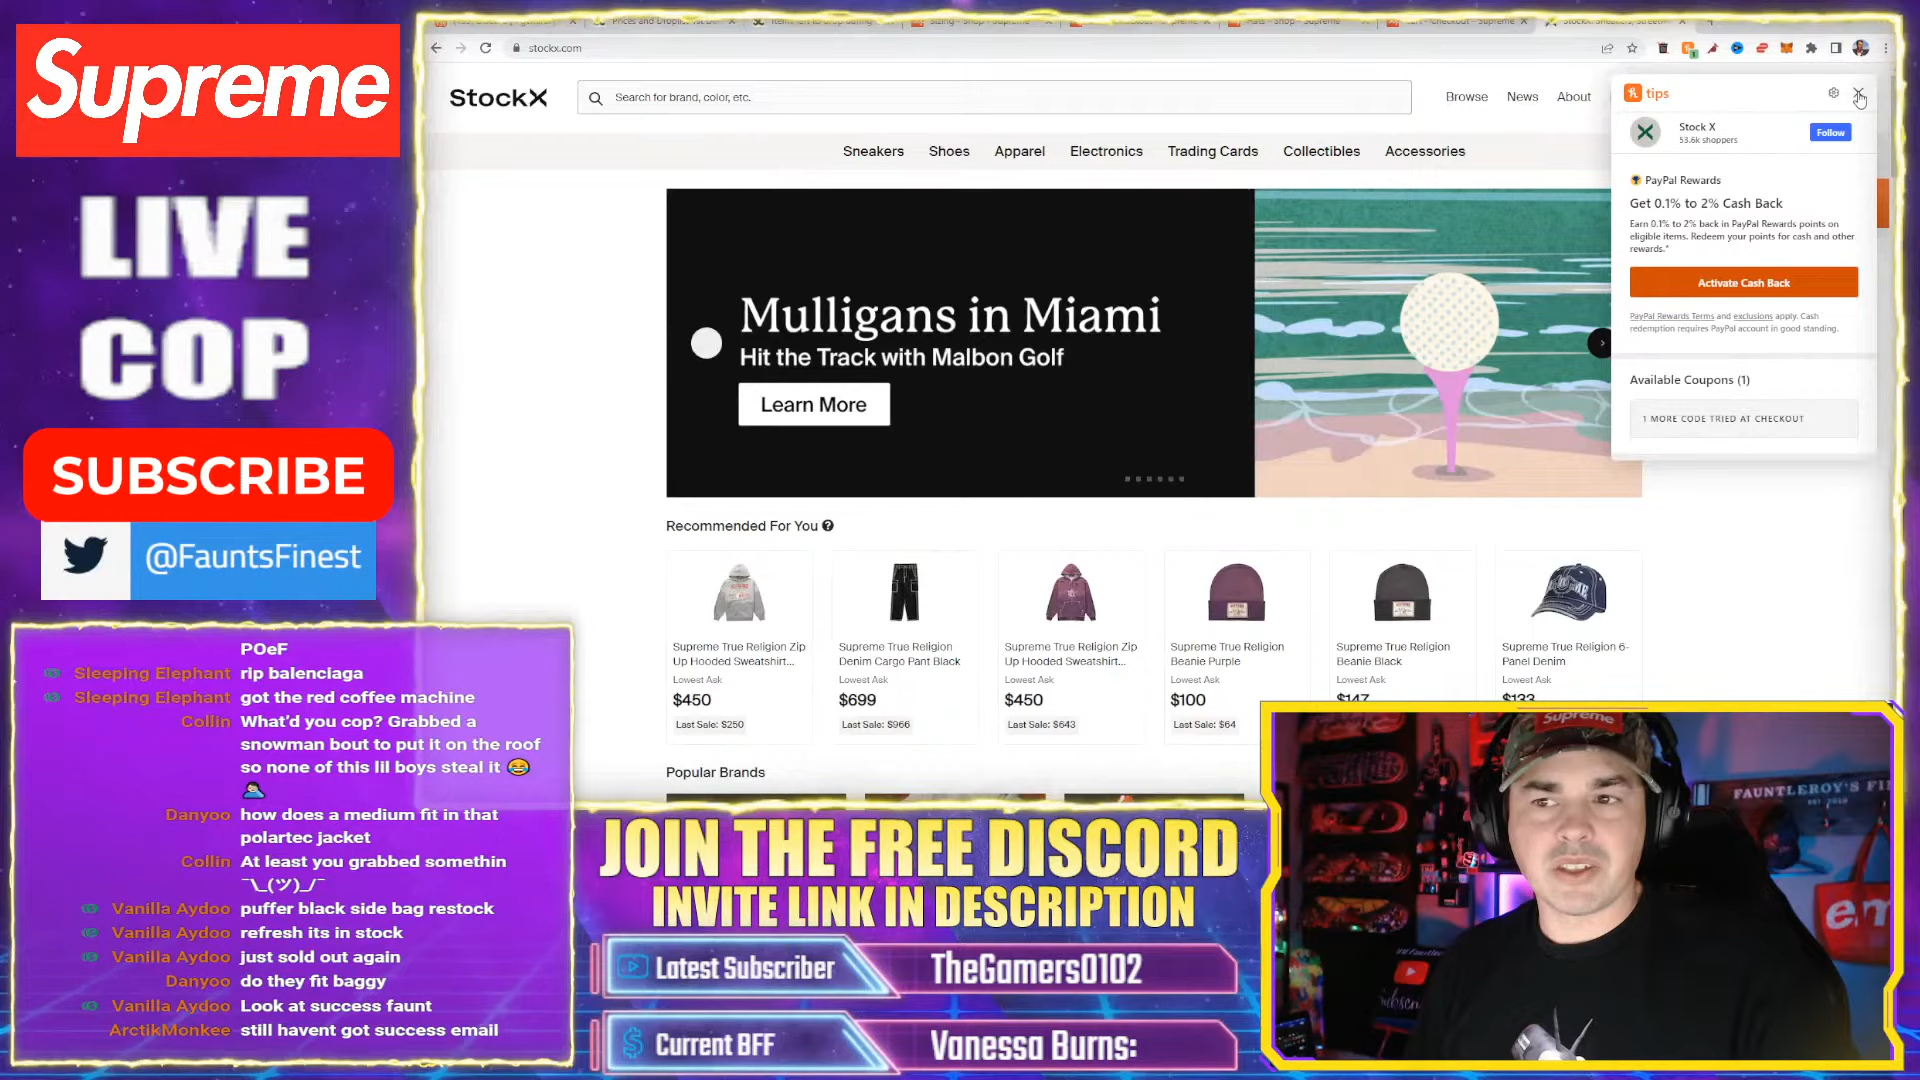 Supreme
LIVE
COP
SUBSCRIBE
@FauntsFinest
stockx.com
StockX
Search for brand, color, etc.
Browse
News
About
Sneakers
Shoes
Apparel
Electronics
Trading Cards
Collectibles
Accessories
tips
Stock X
53.6k shoppers
Follow
PayPal Rewards
Get 0.1% to 2% Cash Back
Earn 0.1% to 2% back in PayPal Rewards points on
eligible items. Redeem your points for cash and other
rewards.*
Activate Cash Back
PayPal Rewards Terms and exclusions apply. Cash
redemption requires PayPal account in good standing.
Available Coupons (1)
1 MORE CODE TRIED AT CHECKOUT
Mulligans in Miami
Hit the Track with Malbon Golf
Learn More
Recommended For You
Supreme True Religion Zip
Up Hooded Sweatshirt...
Lowest Ask
$450
Last Sale: $250
Supreme True Religion
Denim Cargo Pant Black
Lowest Ask
$699
Last Sale: $966
Supreme True Religion Zip
Up Hooded Sweatshirt...
Lowest Ask
$450
Last Sale: $643
Supreme True Religion
Beanie Purple
Lowest Ask
$100
Last Sale: $64
Supreme True Religion
Beanie Black
Lowest Ask
$147
Supreme True Religion 6-
Panel Denim
Lowest Ask
$133
Popular Brands
POeF
Sleeping Elephant rip balenciaga
Sleeping Elephant got the red coffee machine
Collin What'd you cop? Grabbed a
snowman bout to put it on the roof
so none of this lil boys steal it 😂
🤦🏻‍♂️
Danyoo how does a medium fit in that
polartec jacket
Collin At least you grabbed somethin
¯\_(ツ)_/¯
Vanilla Aydoo puffer black side bag restock
Vanilla Aydoo refresh its in stock
Vanilla Aydoo just sold out again
Danyoo do they fit baggy
Vanilla Aydoo Look at success faunt
ArctikMonkee still havent got success email
JOIN THE FREE DISCORD
INVITE LINK IN DESCRIPTION
Latest Subscriber
TheGamers0102
Current BFF
Vanessa Burns:
Supreme
FAUNTLEROY'S FI
em